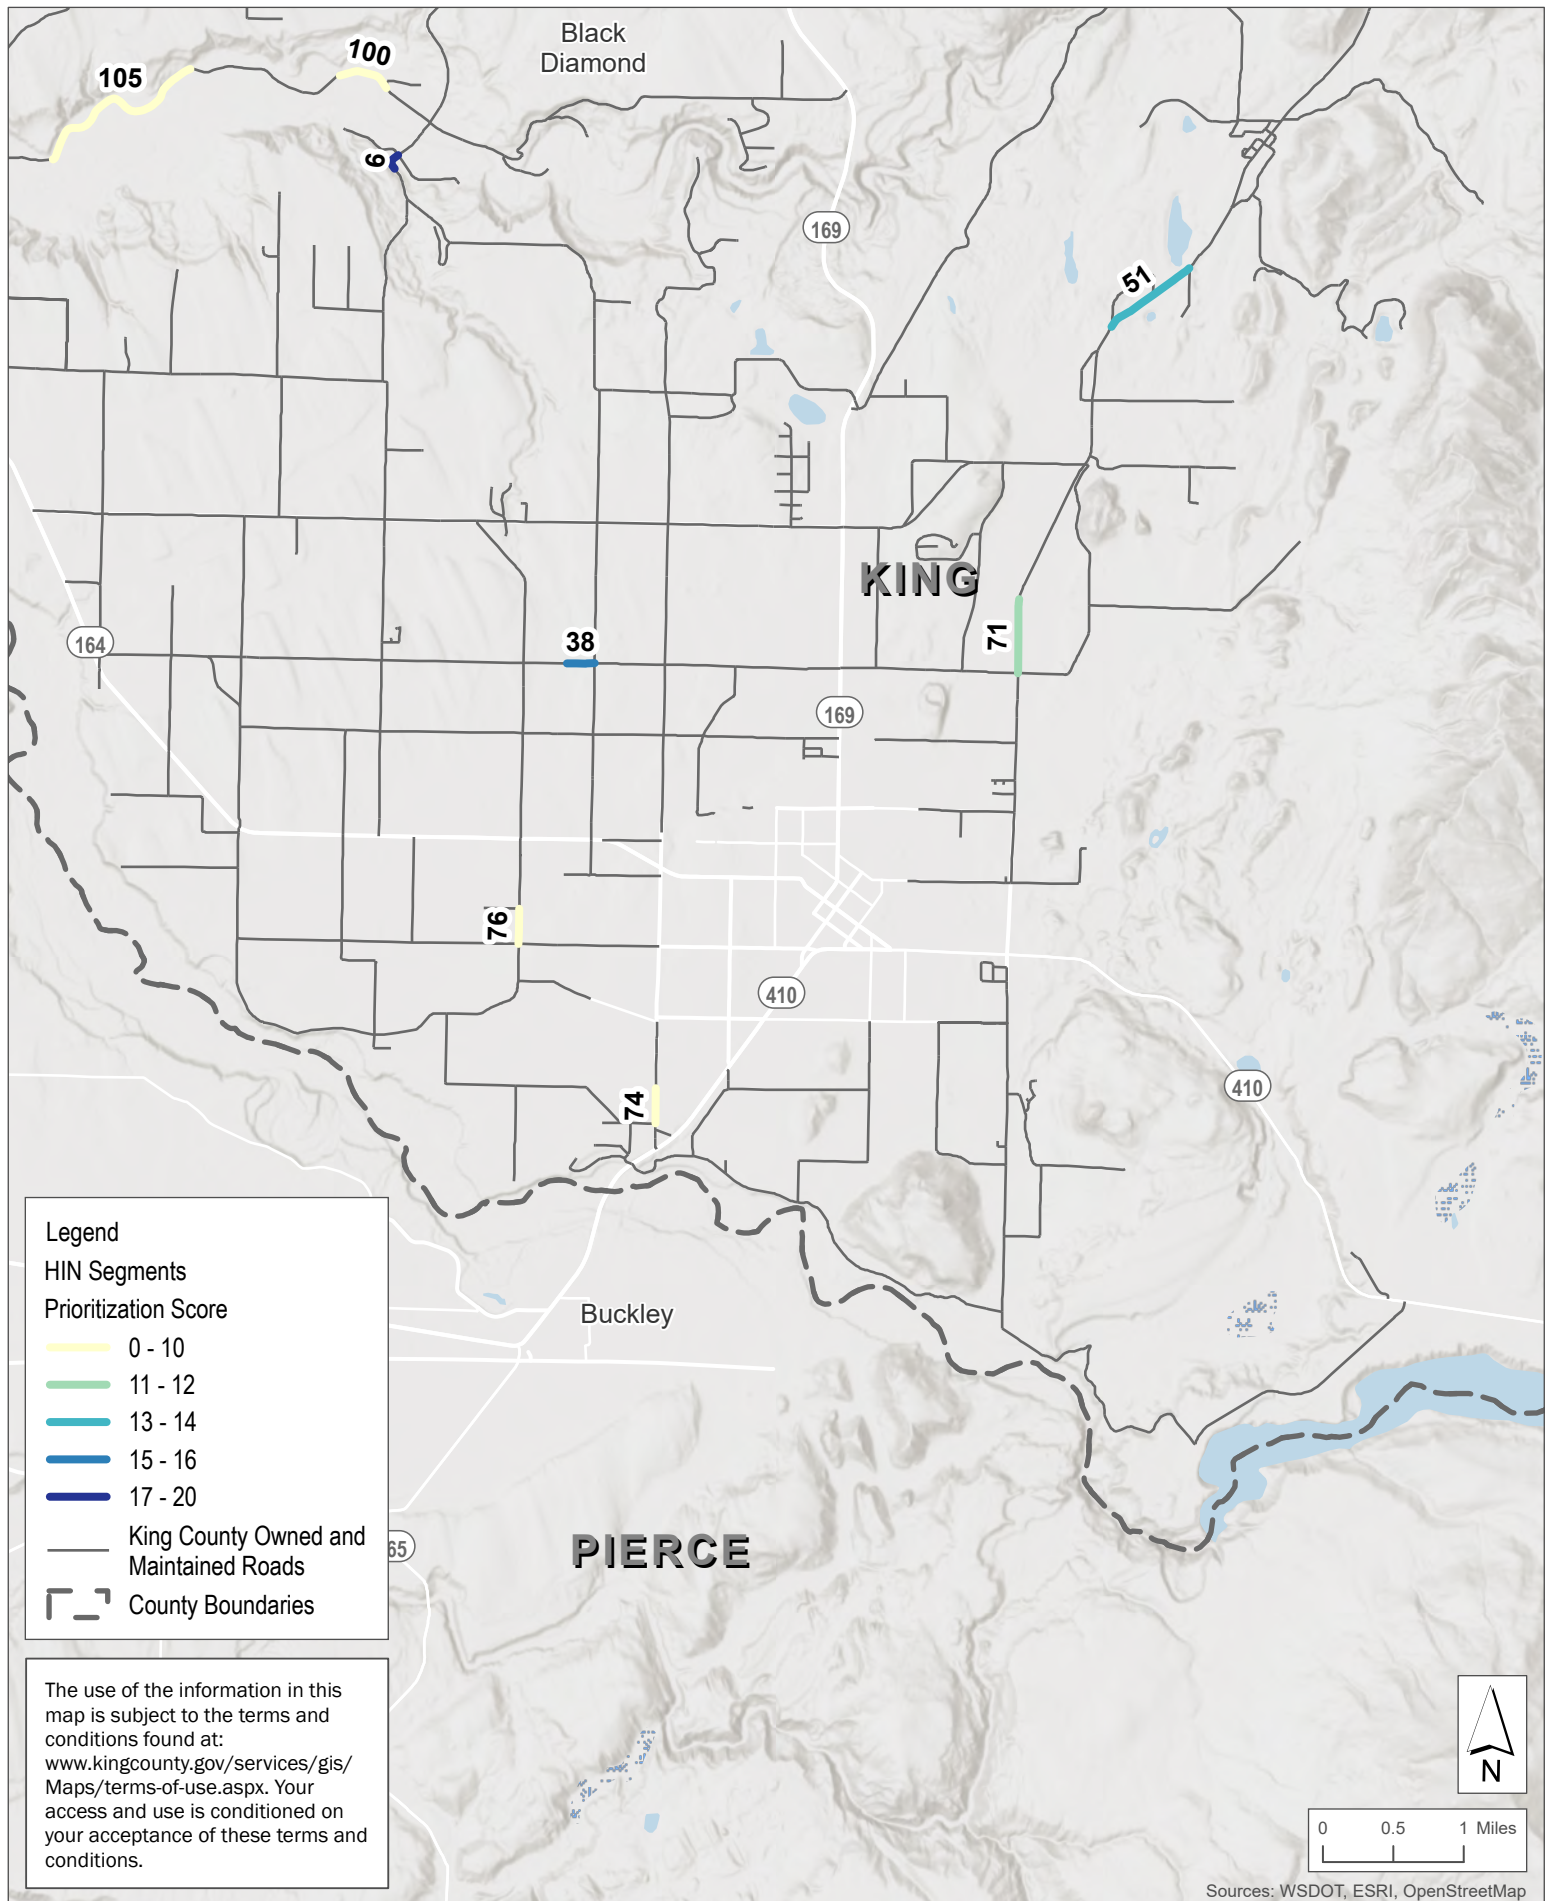 Black
Diamond
100
105
6
169
51
KING
71
38
164
169
76
410
74
410
Buckley
Legend
HIN Segments
Prioritization Score
0 - 10
11 - 12
13 - 14
15 - 16
17 - 20
King County Owned and
Maintained Roads
County Boundaries
65
PIERCE
The use of the information in this
map is subject to the terms and
conditions found at:
www.kingcounty.gov/services/gis/
Maps/terms-of-use.aspx. Your
access and use is conditioned on
your acceptance of these terms and
conditions.
N
0 0.5 1 Miles
Sources: WSDOT, ESRI, OpenStreetMap